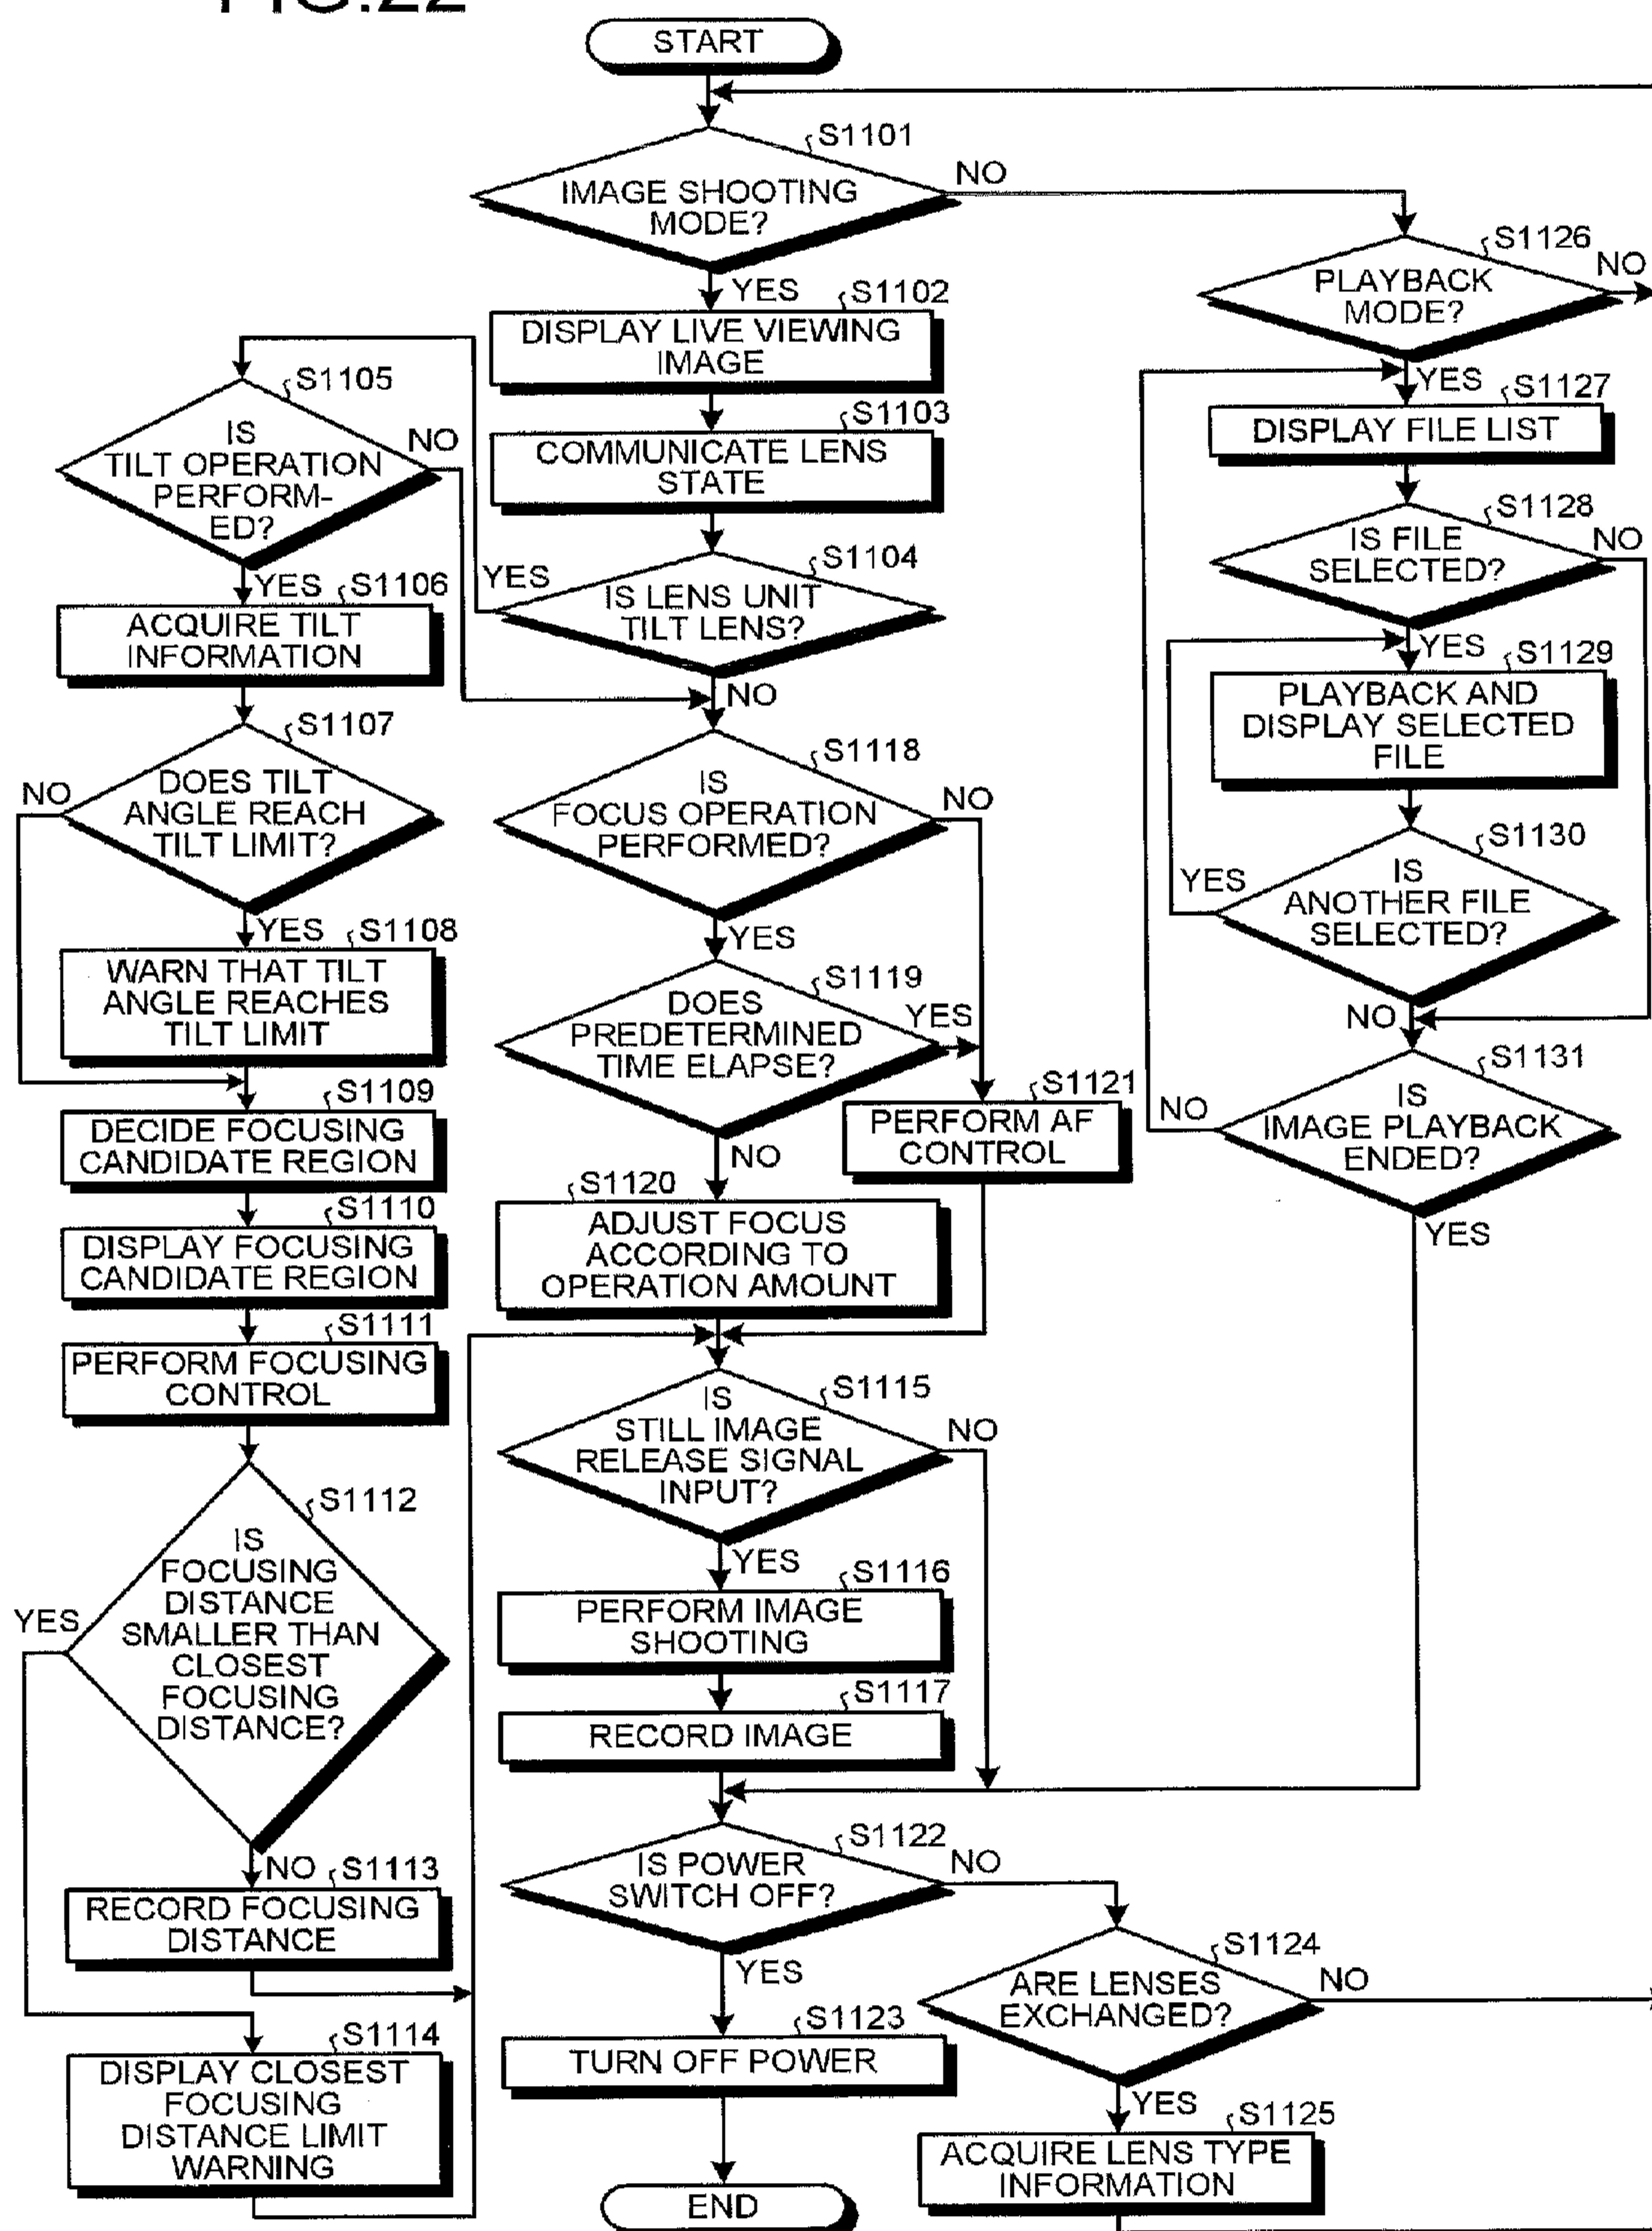 FIG.22
START
S1101
IMAGE SHOOTING
MODE?
NO
YES
S1126
PLAYBACK
MODE?
NO
YES
S1102
DISPLAY LIVE VIEWING
IMAGE
S1103
COMMUNICATE LENS
STATE
S1104
IS LENS UNIT
TILT LENS?
YES
NO
S1105
IS
TILT OPERATION
PERFORM-
ED?
NO
YES
S1106
ACQUIRE TILT
INFORMATION
S1107
DOES TILT
ANGLE REACH
TILT LIMIT?
NO
YES
S1108
WARN THAT TILT
ANGLE REACHES
TILT LIMIT
S1109
DECIDE FOCUSING
CANDIDATE REGION
S1110
DISPLAY FOCUSING
CANDIDATE REGION
S1111
PERFORM FOCUSING
CONTROL
S1112
IS
FOCUSING
DISTANCE
SMALLER THAN
CLOSEST
FOCUSING
DISTANCE?
YES
NO
S1113
RECORD FOCUSING
DISTANCE
S1114
DISPLAY CLOSEST
FOCUSING
DISTANCE LIMIT
WARNING
S1118
IS
FOCUS OPERATION
PERFORMED?
NO
YES
S1119
DOES
PREDETERMINED
TIME ELAPSE?
YES
NO
S1121
PERFORM AF
CONTROL
S1120
ADJUST FOCUS
ACCORDING TO
OPERATION AMOUNT
S1115
IS
STILL IMAGE
RELEASE SIGNAL
INPUT?
NO
YES
S1116
PERFORM IMAGE
SHOOTING
S1117
RECORD IMAGE
S1122
IS POWER
SWITCH OFF?
NO
YES
S1123
TURN OFF POWER
END
S1124
ARE LENSES
EXCHANGED?
NO
YES
S1125
ACQUIRE LENS TYPE
INFORMATION
S1127
DISPLAY FILE LIST
S1128
IS FILE
SELECTED?
NO
YES
S1129
PLAYBACK AND
DISPLAY SELECTED
FILE
S1130
IS
ANOTHER FILE
SELECTED?
YES
NO
S1131
IS
IMAGE PLAYBACK
ENDED?
NO
YES